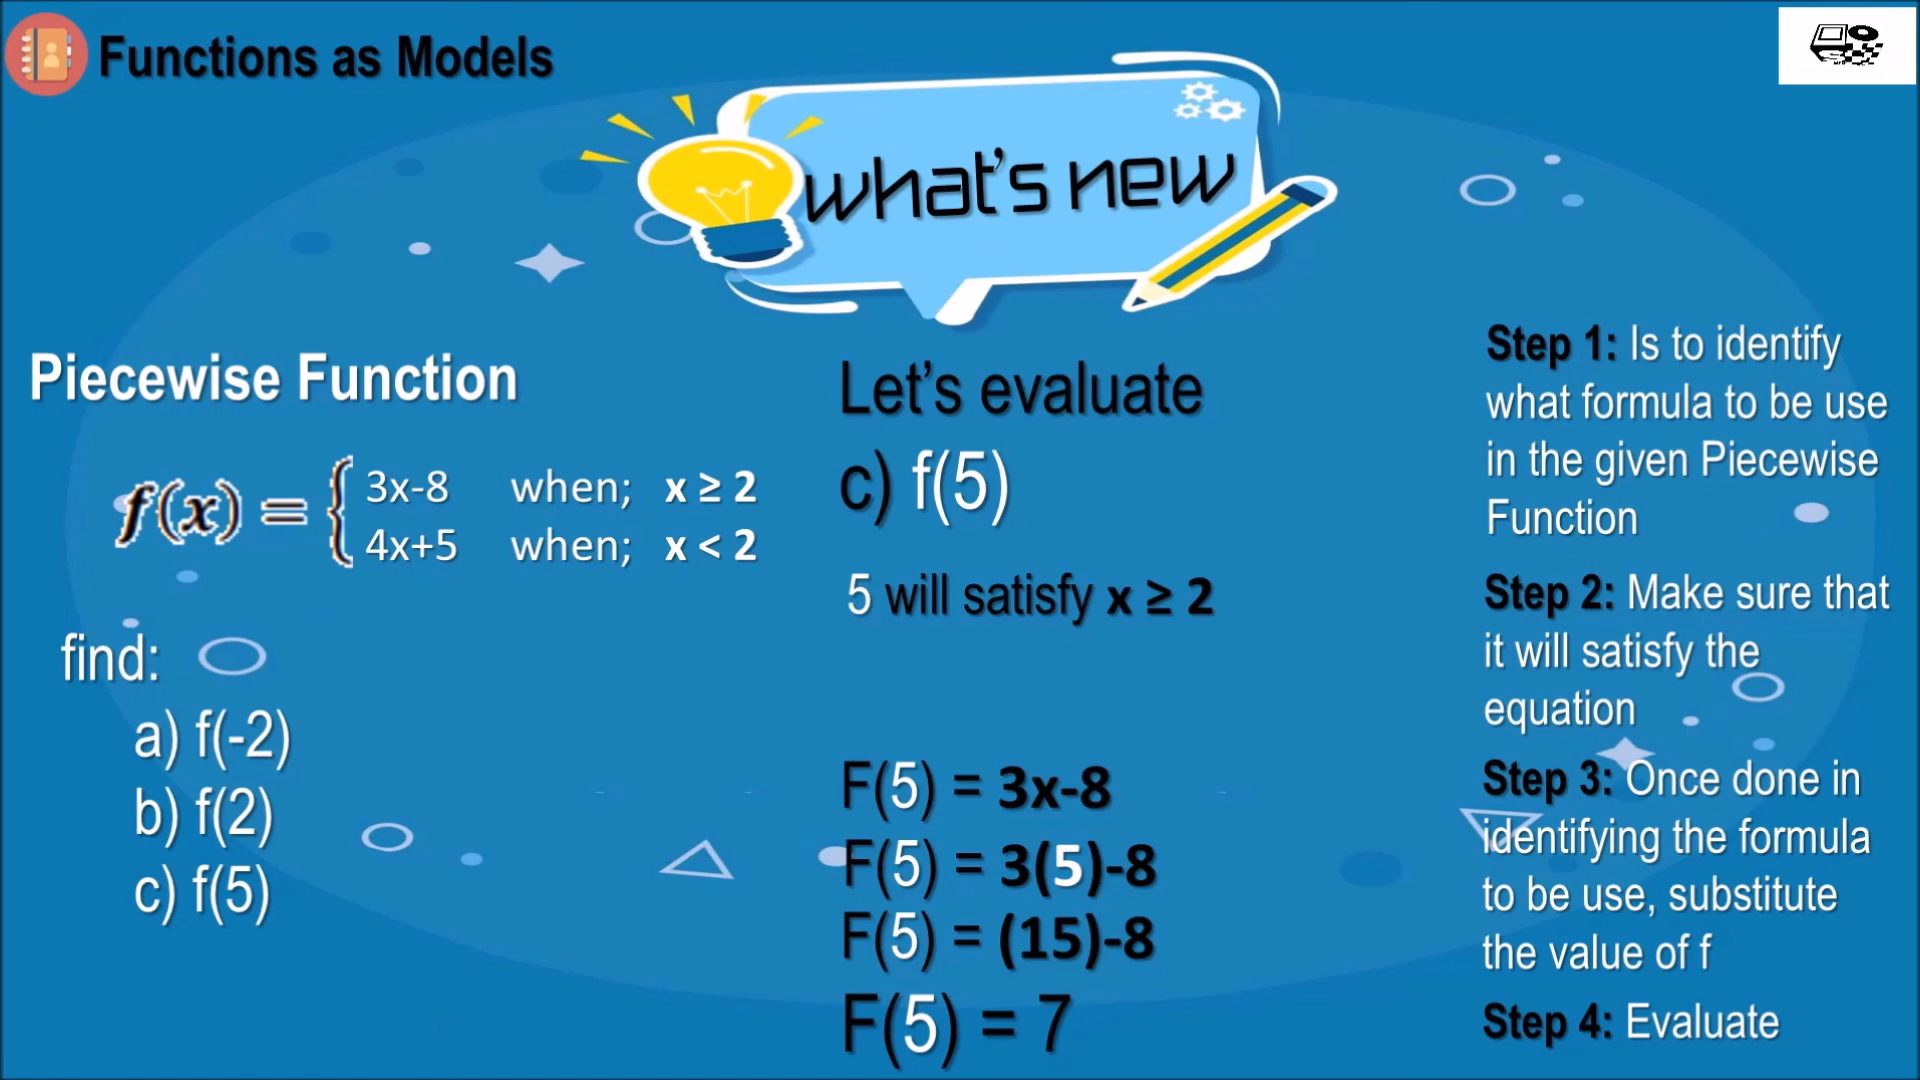 Functions as Models
what's new
Piecewise Function
f(x) = { 3x-8 when; x ≥ 2
4x+5 when; x < 2
find:
a) f(-2)
b) f(2)
c) f(5)
Let's evaluate
c) f(5)
5 will satisfy x ≥ 2
F(5) = 3x-8
F(5) = 3(5)-8
F(5) = (15)-8
F(5) = 7
Step 1: Is to identify
what formula to be use
in the given Piecewise
Function
Step 2: Make sure that
it will satisfy the
equation
Step 3: Once done in
identifying the formula
to be use, substitute
the value of f
Step 4: Evaluate